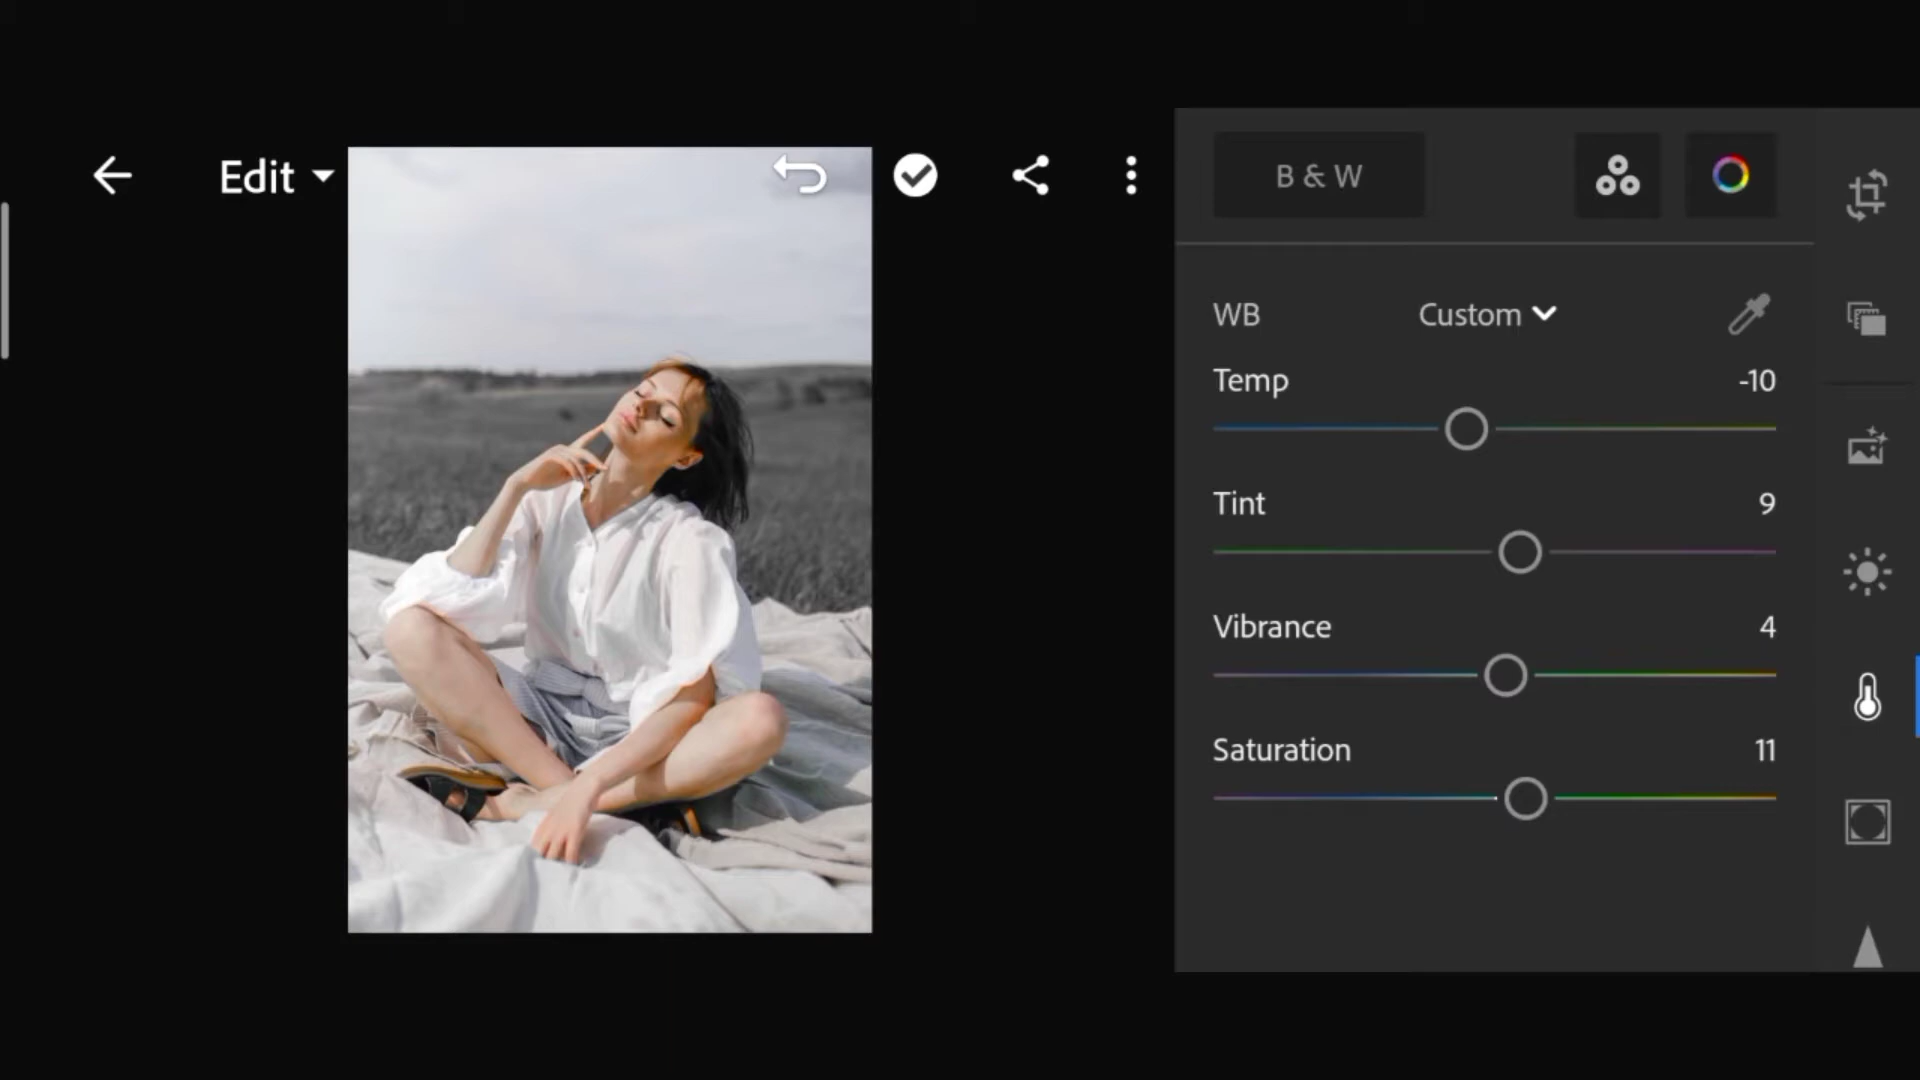 Edit
B & W
WB Custom
Temp -10
Tint 9
Vibrance 4
Saturation 11